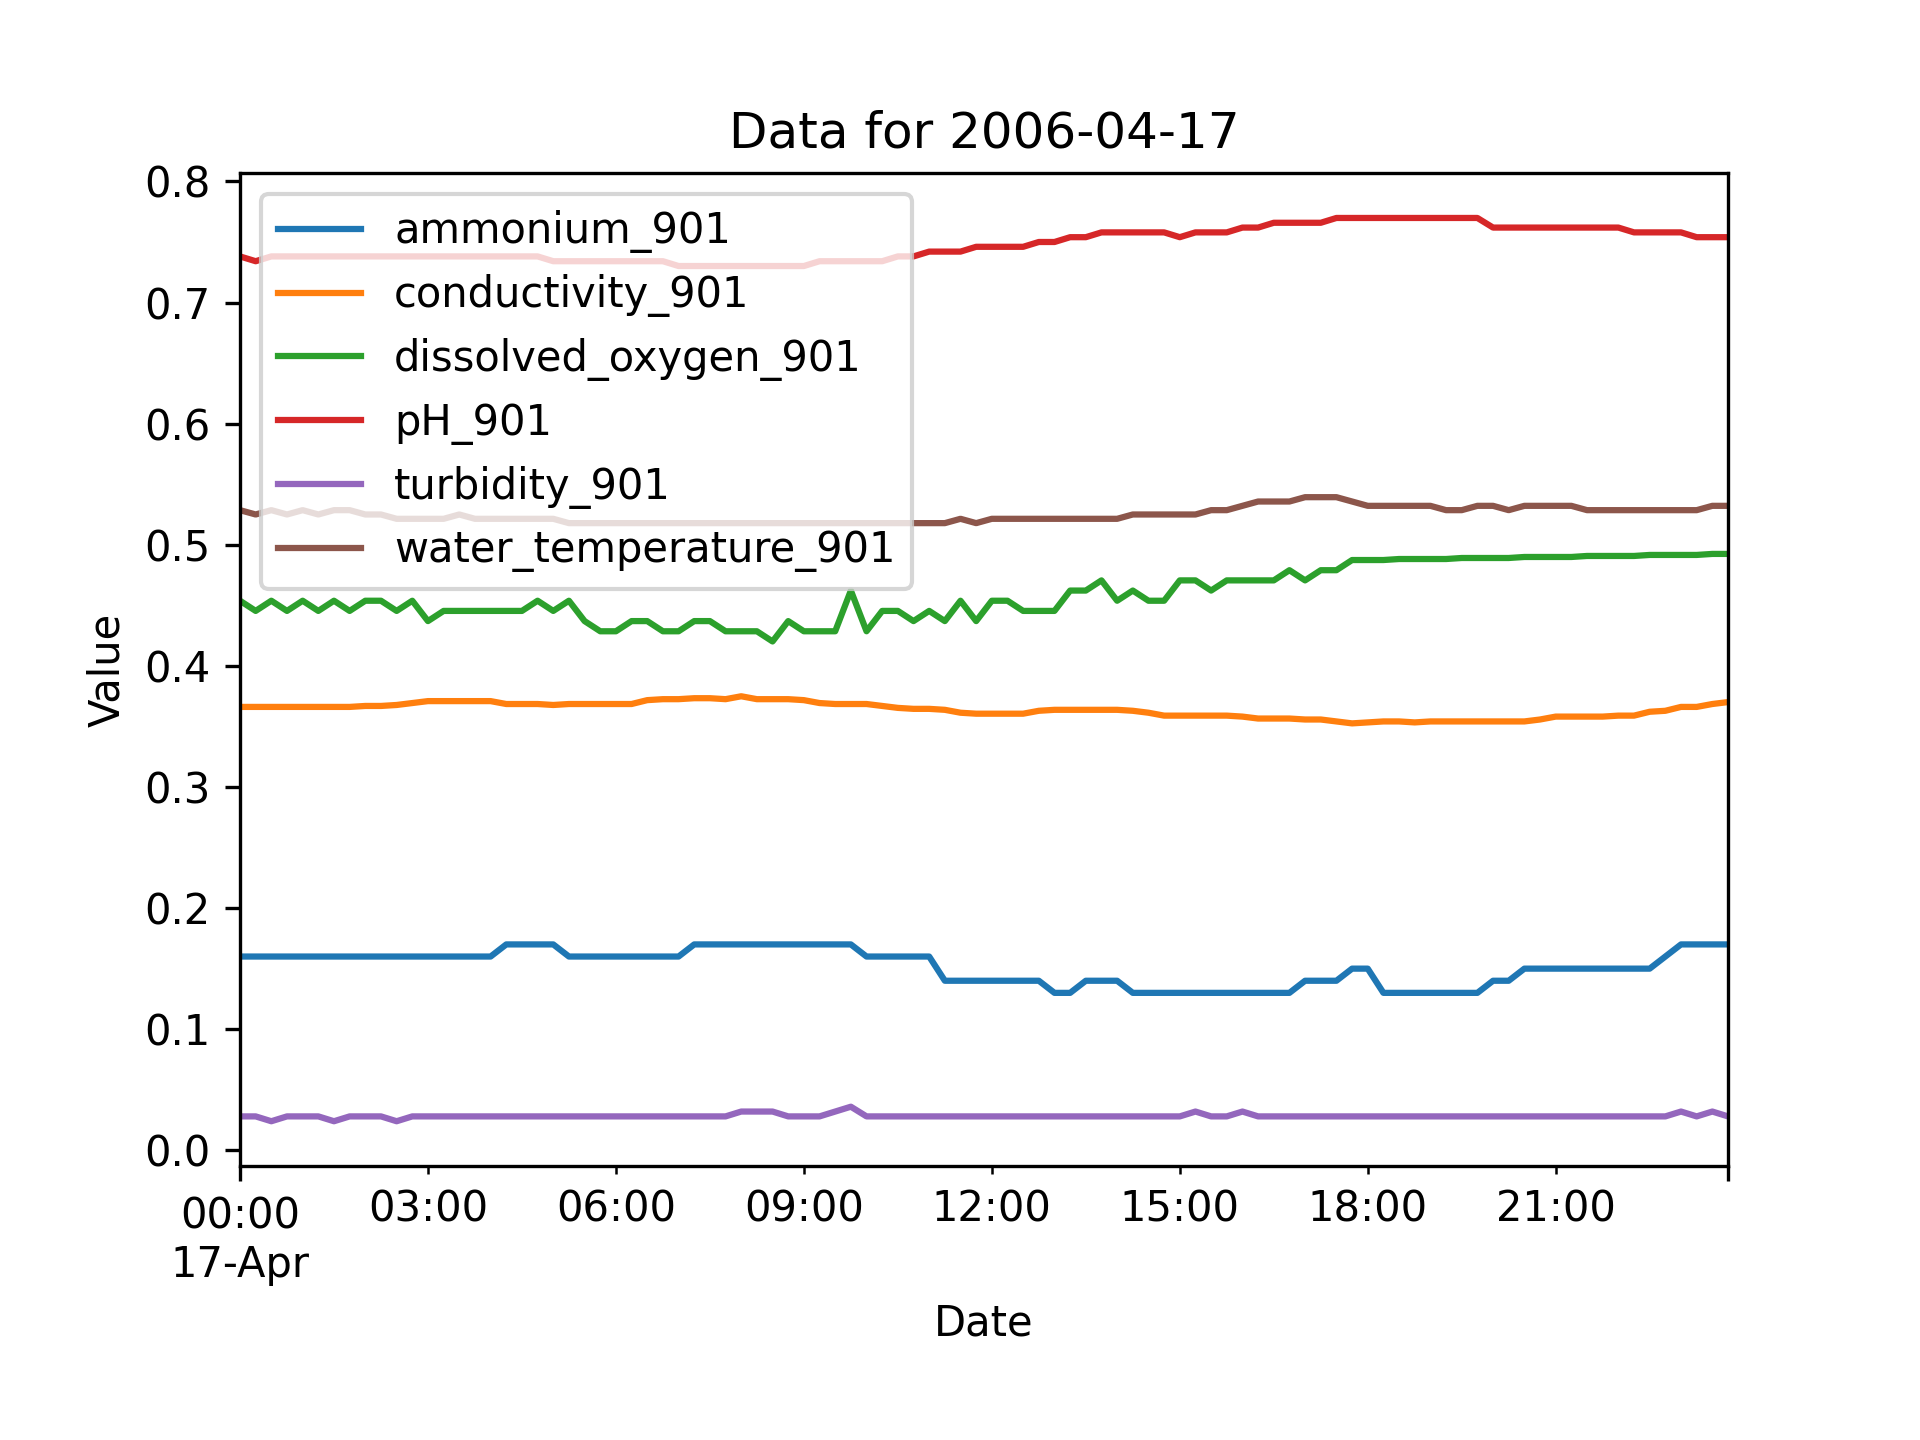 Data for 2006-04-17
0.8
0.7
0.6
0.5
0.4
0.3
0.2
0.1
0.0
Value
ammonium_901
conductivity_901
dissolved_oxygen_901
pH_901
turbidity_901
water_temperature_901
00:00 03:00 06:00 09:00 12:00 15:00 18:00 21:00
17-Apr
Date